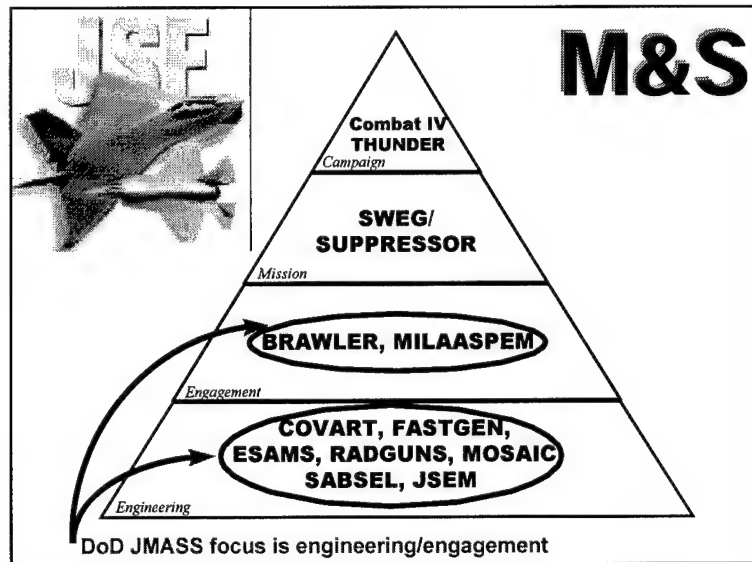 JSF
M&S
Combat IV
THUNDER
Campaign
SWEG/
SUPPRESSOR
Mission
BRAWLER, MILAASPEM
Engagement
COVART, FASTGEN,
ESAMS, RADGUNS, MOSAIC
SABSEL, JSEM
Engineering
DoD JMASS focus is engineering/engagement